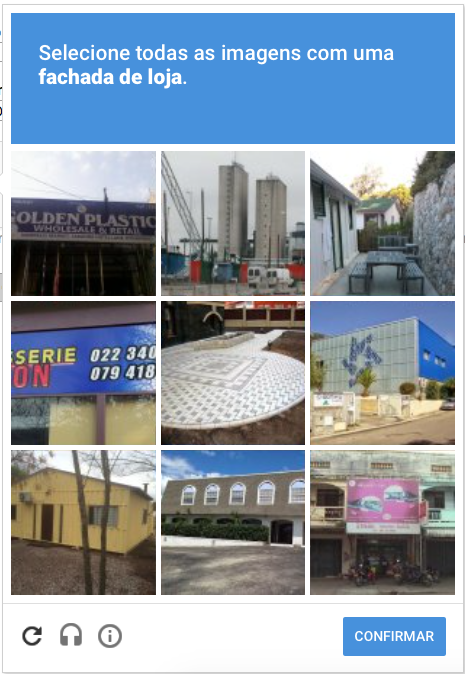 Selecione todas as imagens com uma
fachada de loja.
GOLDEN PLASTIC
WHOLESALE & RETAIL
SSERIE
ON
022 340
079 418
CONFIRMAR